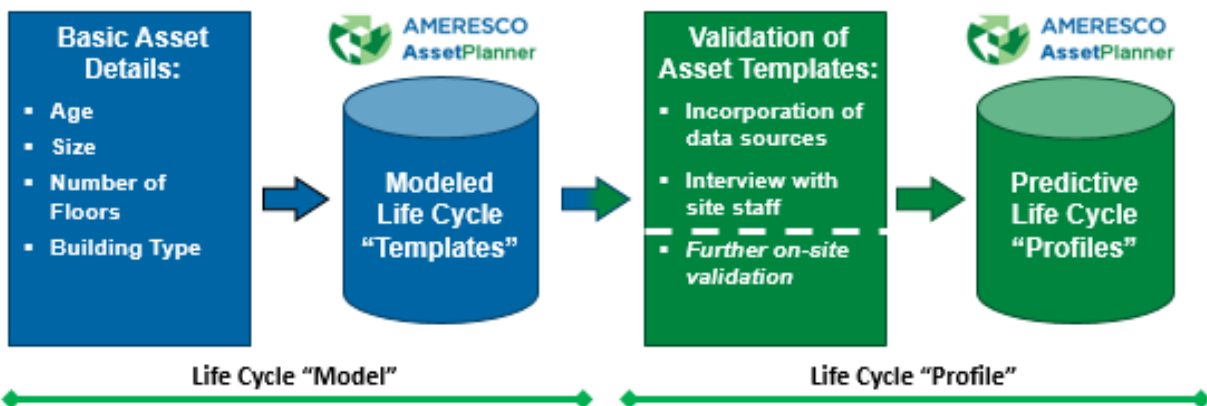 Basic Asset
Details:
▪ Age
▪ Size
▪ Number of
Floors
▪ Building Type
AMERESCO
AssetPlanner
Modeled
Life Cycle
“Templates”
Validation of
Asset Templates:
▪ Incorporation of
data sources
▪ Interview with
site staff
▪ Further on-site
validation
AMERESCO
AssetPlanner
Predictive
Life Cycle
“Profiles”
Life Cycle “Model”
Life Cycle “Profile”